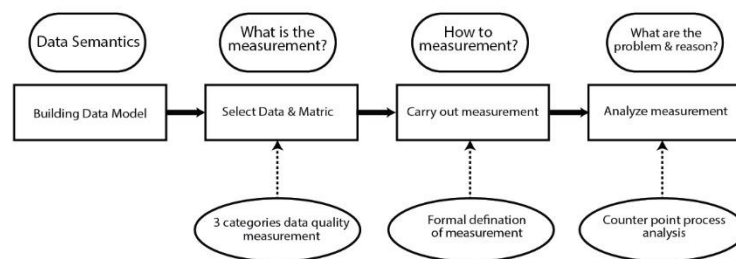 Data Semantics
What is the
measurement?
How to
measurement?
What are the
problem & reason?
Building Data Model
Select Data & Matric
Carry out measurement
Analyze measurement
3 categories data quality
measurement
Formal defination
of measurement
Counter point process
analysis